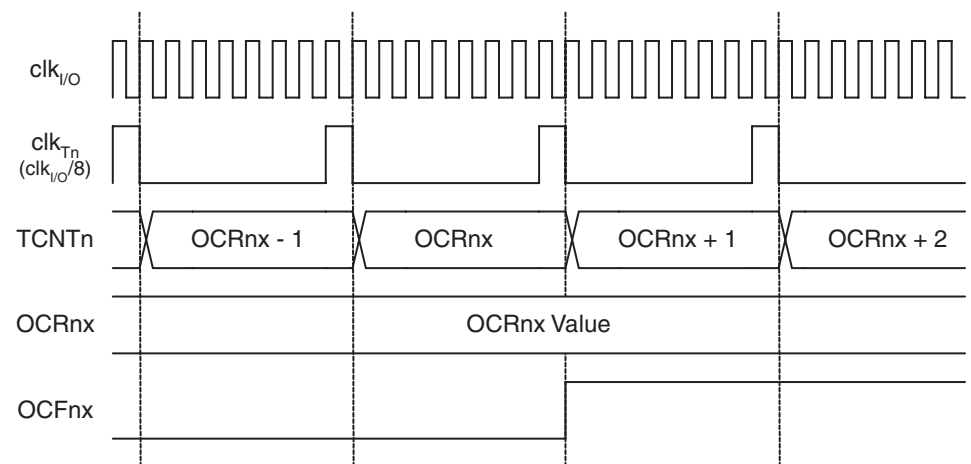 clkI/O
clkTn
(clkI/O/8)
TCNTn OCRnx - 1 OCRnx OCRnx + 1 OCRnx + 2
OCRnx OCRnx Value
OCFnx